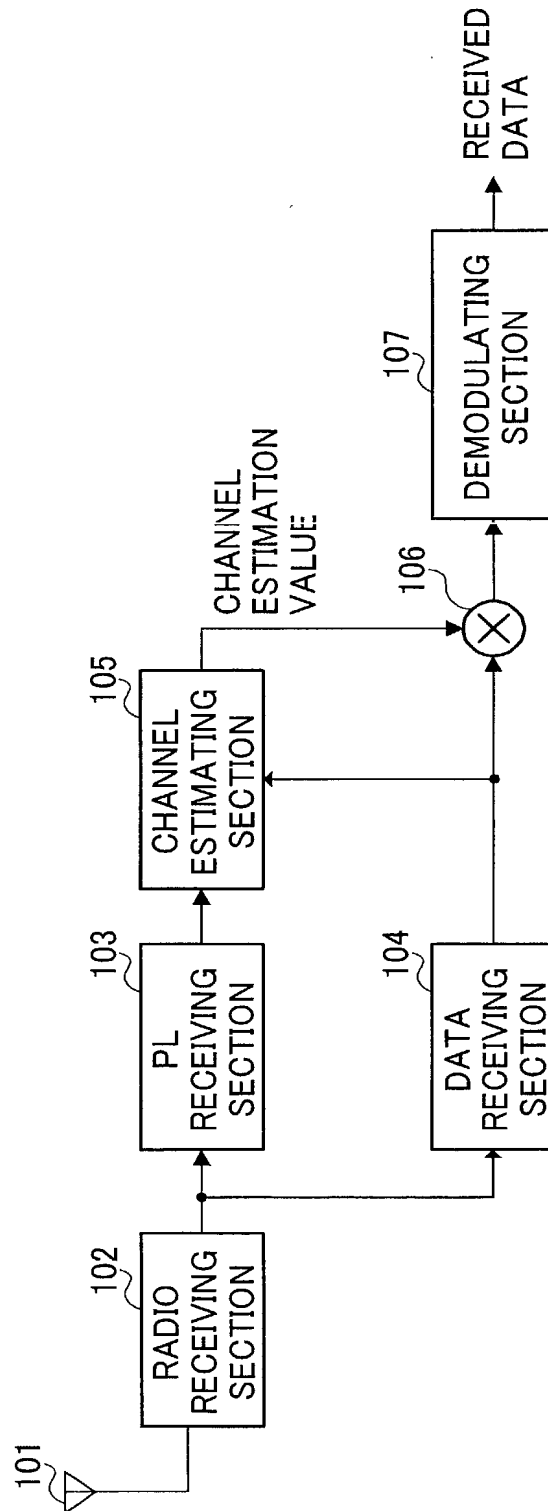 101
102
RADIO
RECEIVING
SECTION
103
PL
RECEIVING
SECTION
104
DATA
RECEIVING
SECTION
105
CHANNEL
ESTIMATING
SECTION
CHANNEL
ESTIMATION
VALUE
106
107
DEMODULATING
SECTION
RECEIVED
DATA